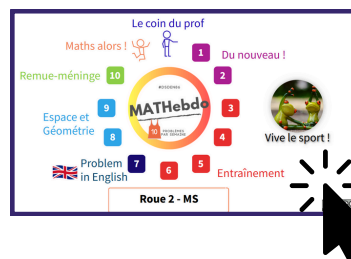 Le coin du prof
Maths alors !
1
Du nouveau !
Remue-méninge
10
2
#DSDEN64
MATHebdo
10 PROBLÈMES
PAR SEMAINE
9
3
Espace et
Géométrie
8
4
Vive le sport !
Problem
in English
7
6
5
Entraînement
Roue 2 - MS